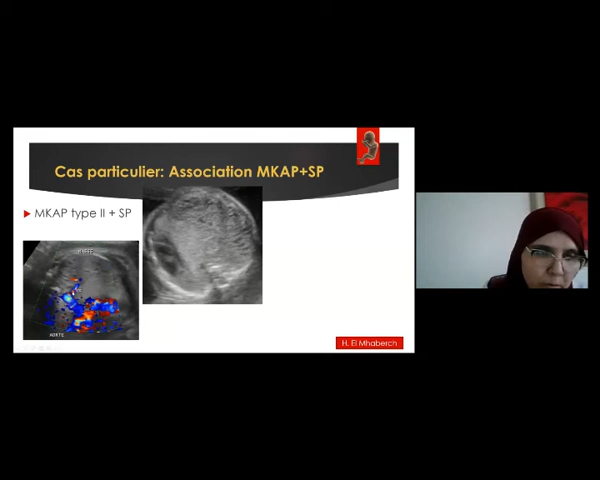 Cas particulier: Association MKAP+SP
MKAP type II + SP
AORTE
H. El Mhaberch